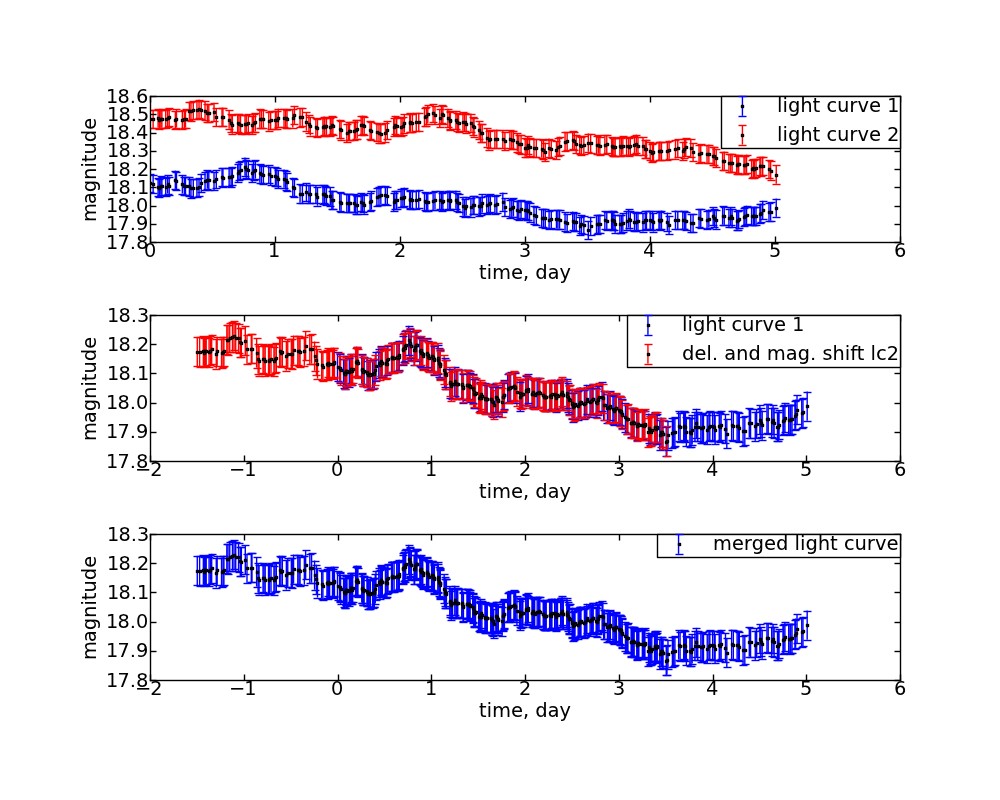 18.6
18.5
18.4
18.3
18.2
18.1
18.0
17.9
17.8
magnitude
light curve 1
light curve 2
0 1 2 3 4 5 6
time, day
18.3
18.2
18.1
18.0
17.9
17.8
magnitude
light curve 1
del. and mag. shift lc2
−2 −1 0 1 2 3 4 5 6
time, day
18.3
18.2
18.1
18.0
17.9
17.8
magnitude
merged light curve
−2 −1 0 1 2 3 4 5 6
time, day